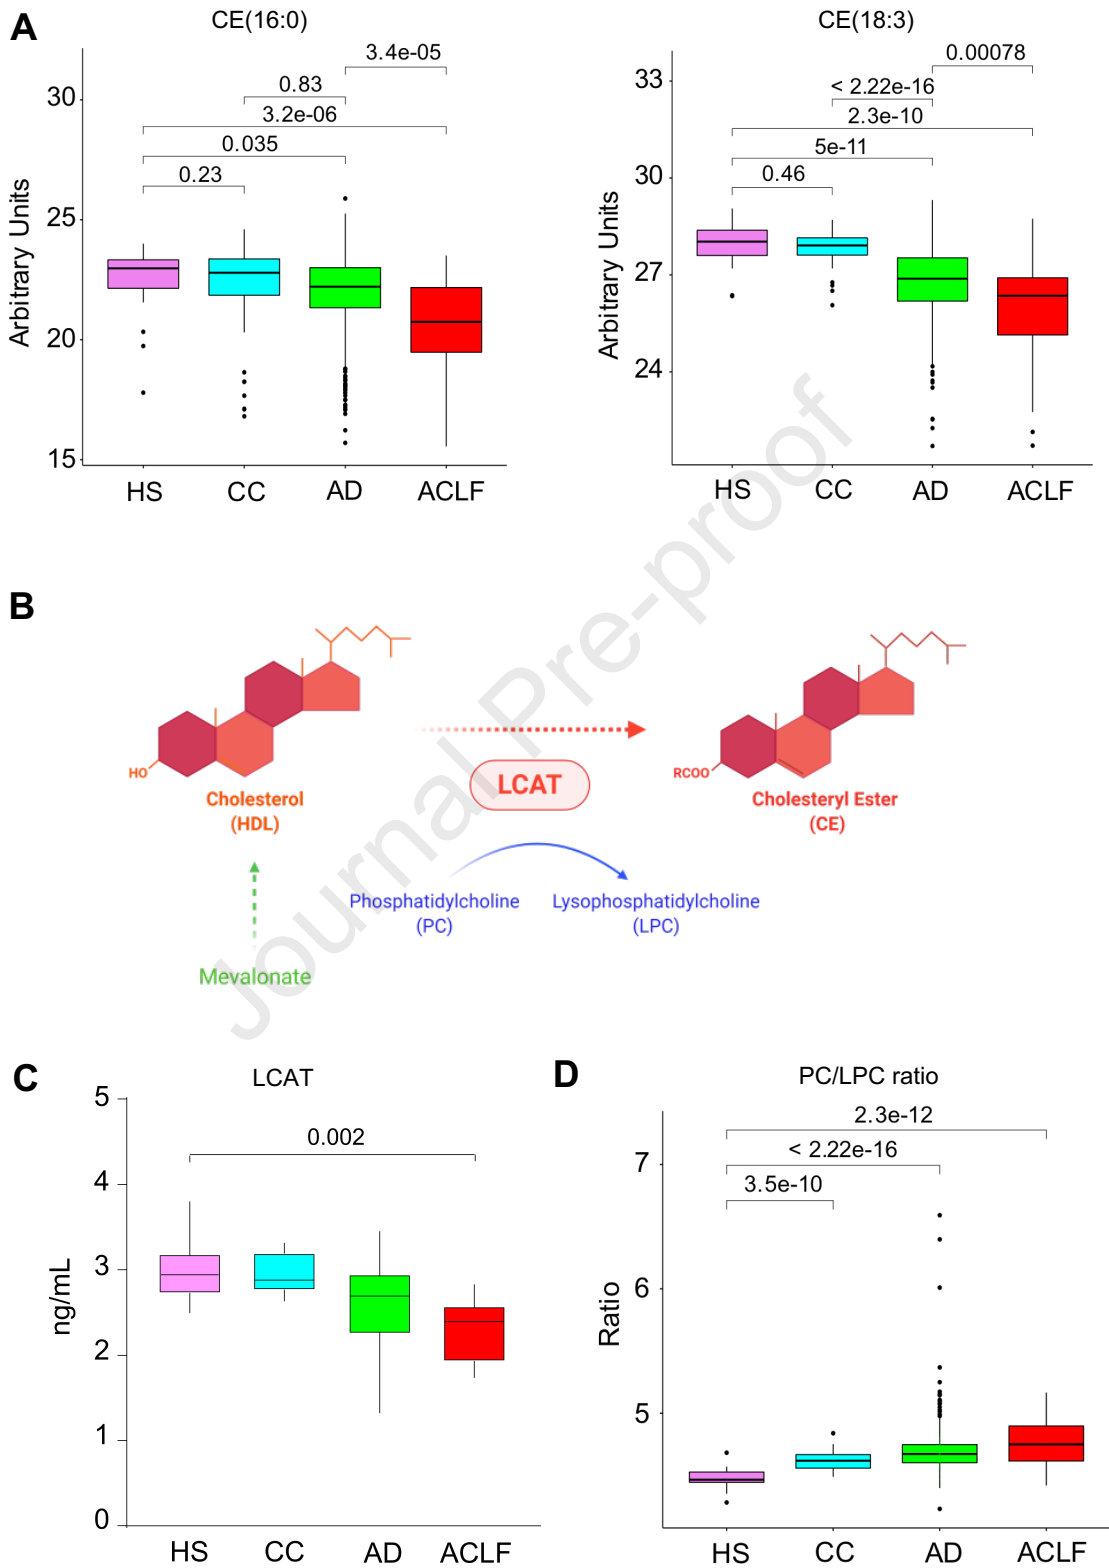 A
CE(16:0)
CE(18:3)
3.4e-05
0.83
3.2e-06
0.035
0.23
0.00078
< 2.22e-16
2.3e-10
5e-11
0.46
Arbitrary Units
30
25
20
15
Arbitrary Units
33
30
27
24
HS CC AD ACLF
HS CC AD ACLF
Journal Pre-proof
B
HO
RCOO
LCAT
Cholesterol
(HDL)
Cholesteryl Ester
(CE)
Phosphatidylcholine
(PC)
Lysophosphatidylcholine
(LPC)
Mevalonate
C
LCAT
0.002
ng/mL
5
4
3
2
1
0
HS CC AD ACLF
D
PC/LPC ratio
2.3e-12
< 2.22e-16
3.5e-10
Ratio
7
6
5
HS CC AD ACLF